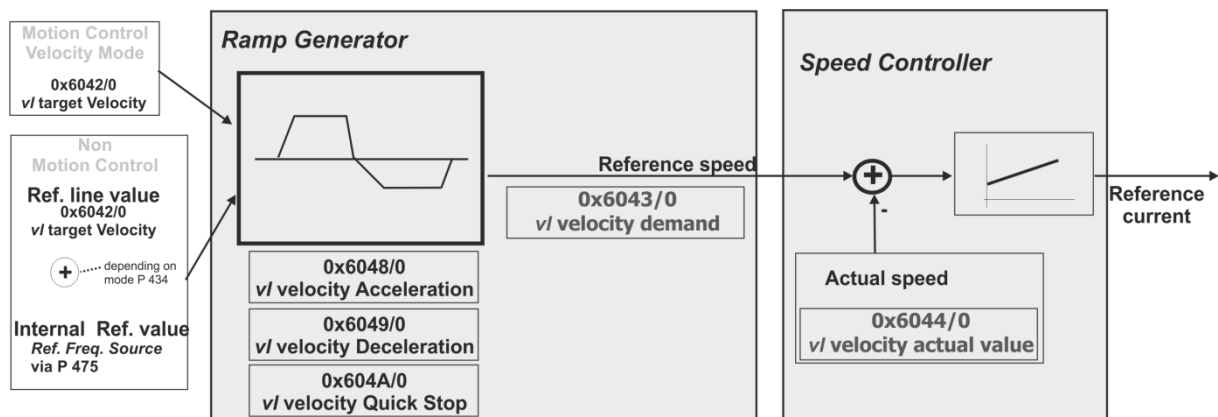 Motion Control
Velocity Mode
0x6042/0
vl target Velocity
Non
Motion Control
Ref. line value
0x6042/0
vl target Velocity
+
depending on
mode P 434
Internal Ref. value
Ref. Freq. Source
via P 475
Ramp Generator
0x6048/0
vl velocity Acceleration
0x6049/0
vl velocity Deceleration
0x604A/0
vl velocity Quick Stop
Reference speed
0x6043/0
vl velocity demand
Speed Controller
+
-
Actual speed
0x6044/0
vl velocity actual value
Reference
current